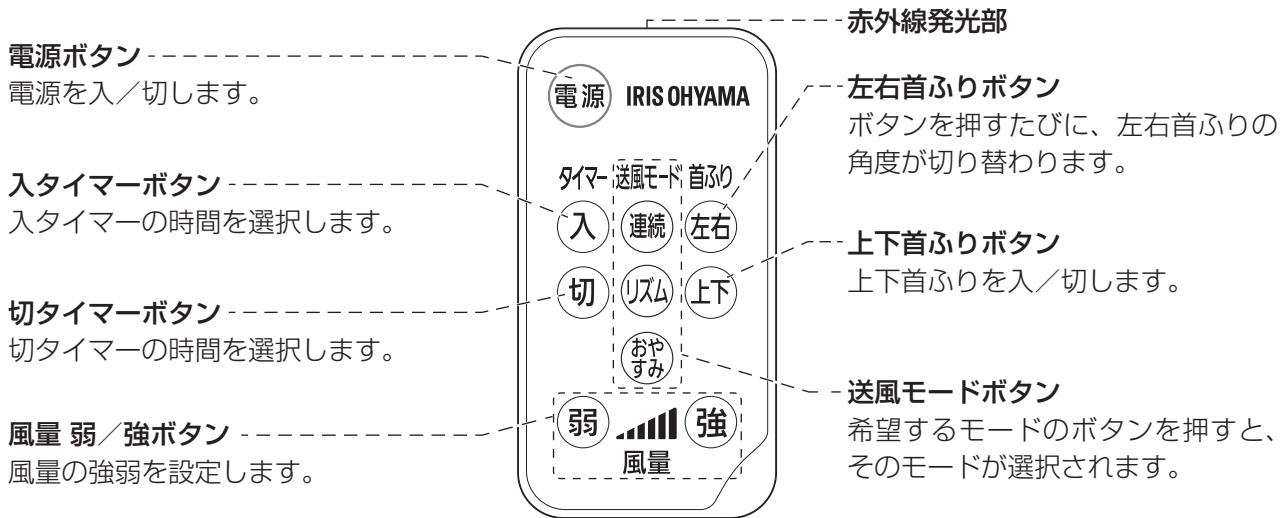 電源ボタン
電源を入／切します。
入タイマーボタン
入タイマーの時間を選択します。
切タイマーボタン
切タイマーの時間を選択します。
風量 弱／強ボタン
風量の強弱を設定します。
電源 IRIS OHYAMA
タイマー 送風モード 首ふり
入 連続 左右
切 リズム 上下
おや
すみ
弱 強
風量
赤外線発光部
左右首ふりボタン
ボタンを押すたびに、左右首ふりの
角度が切り替わります。
上下首ふりボタン
上下首ふりを入／切します。
送風モードボタン
希望するモードのボタンを押すと、
そのモードが選択されます。